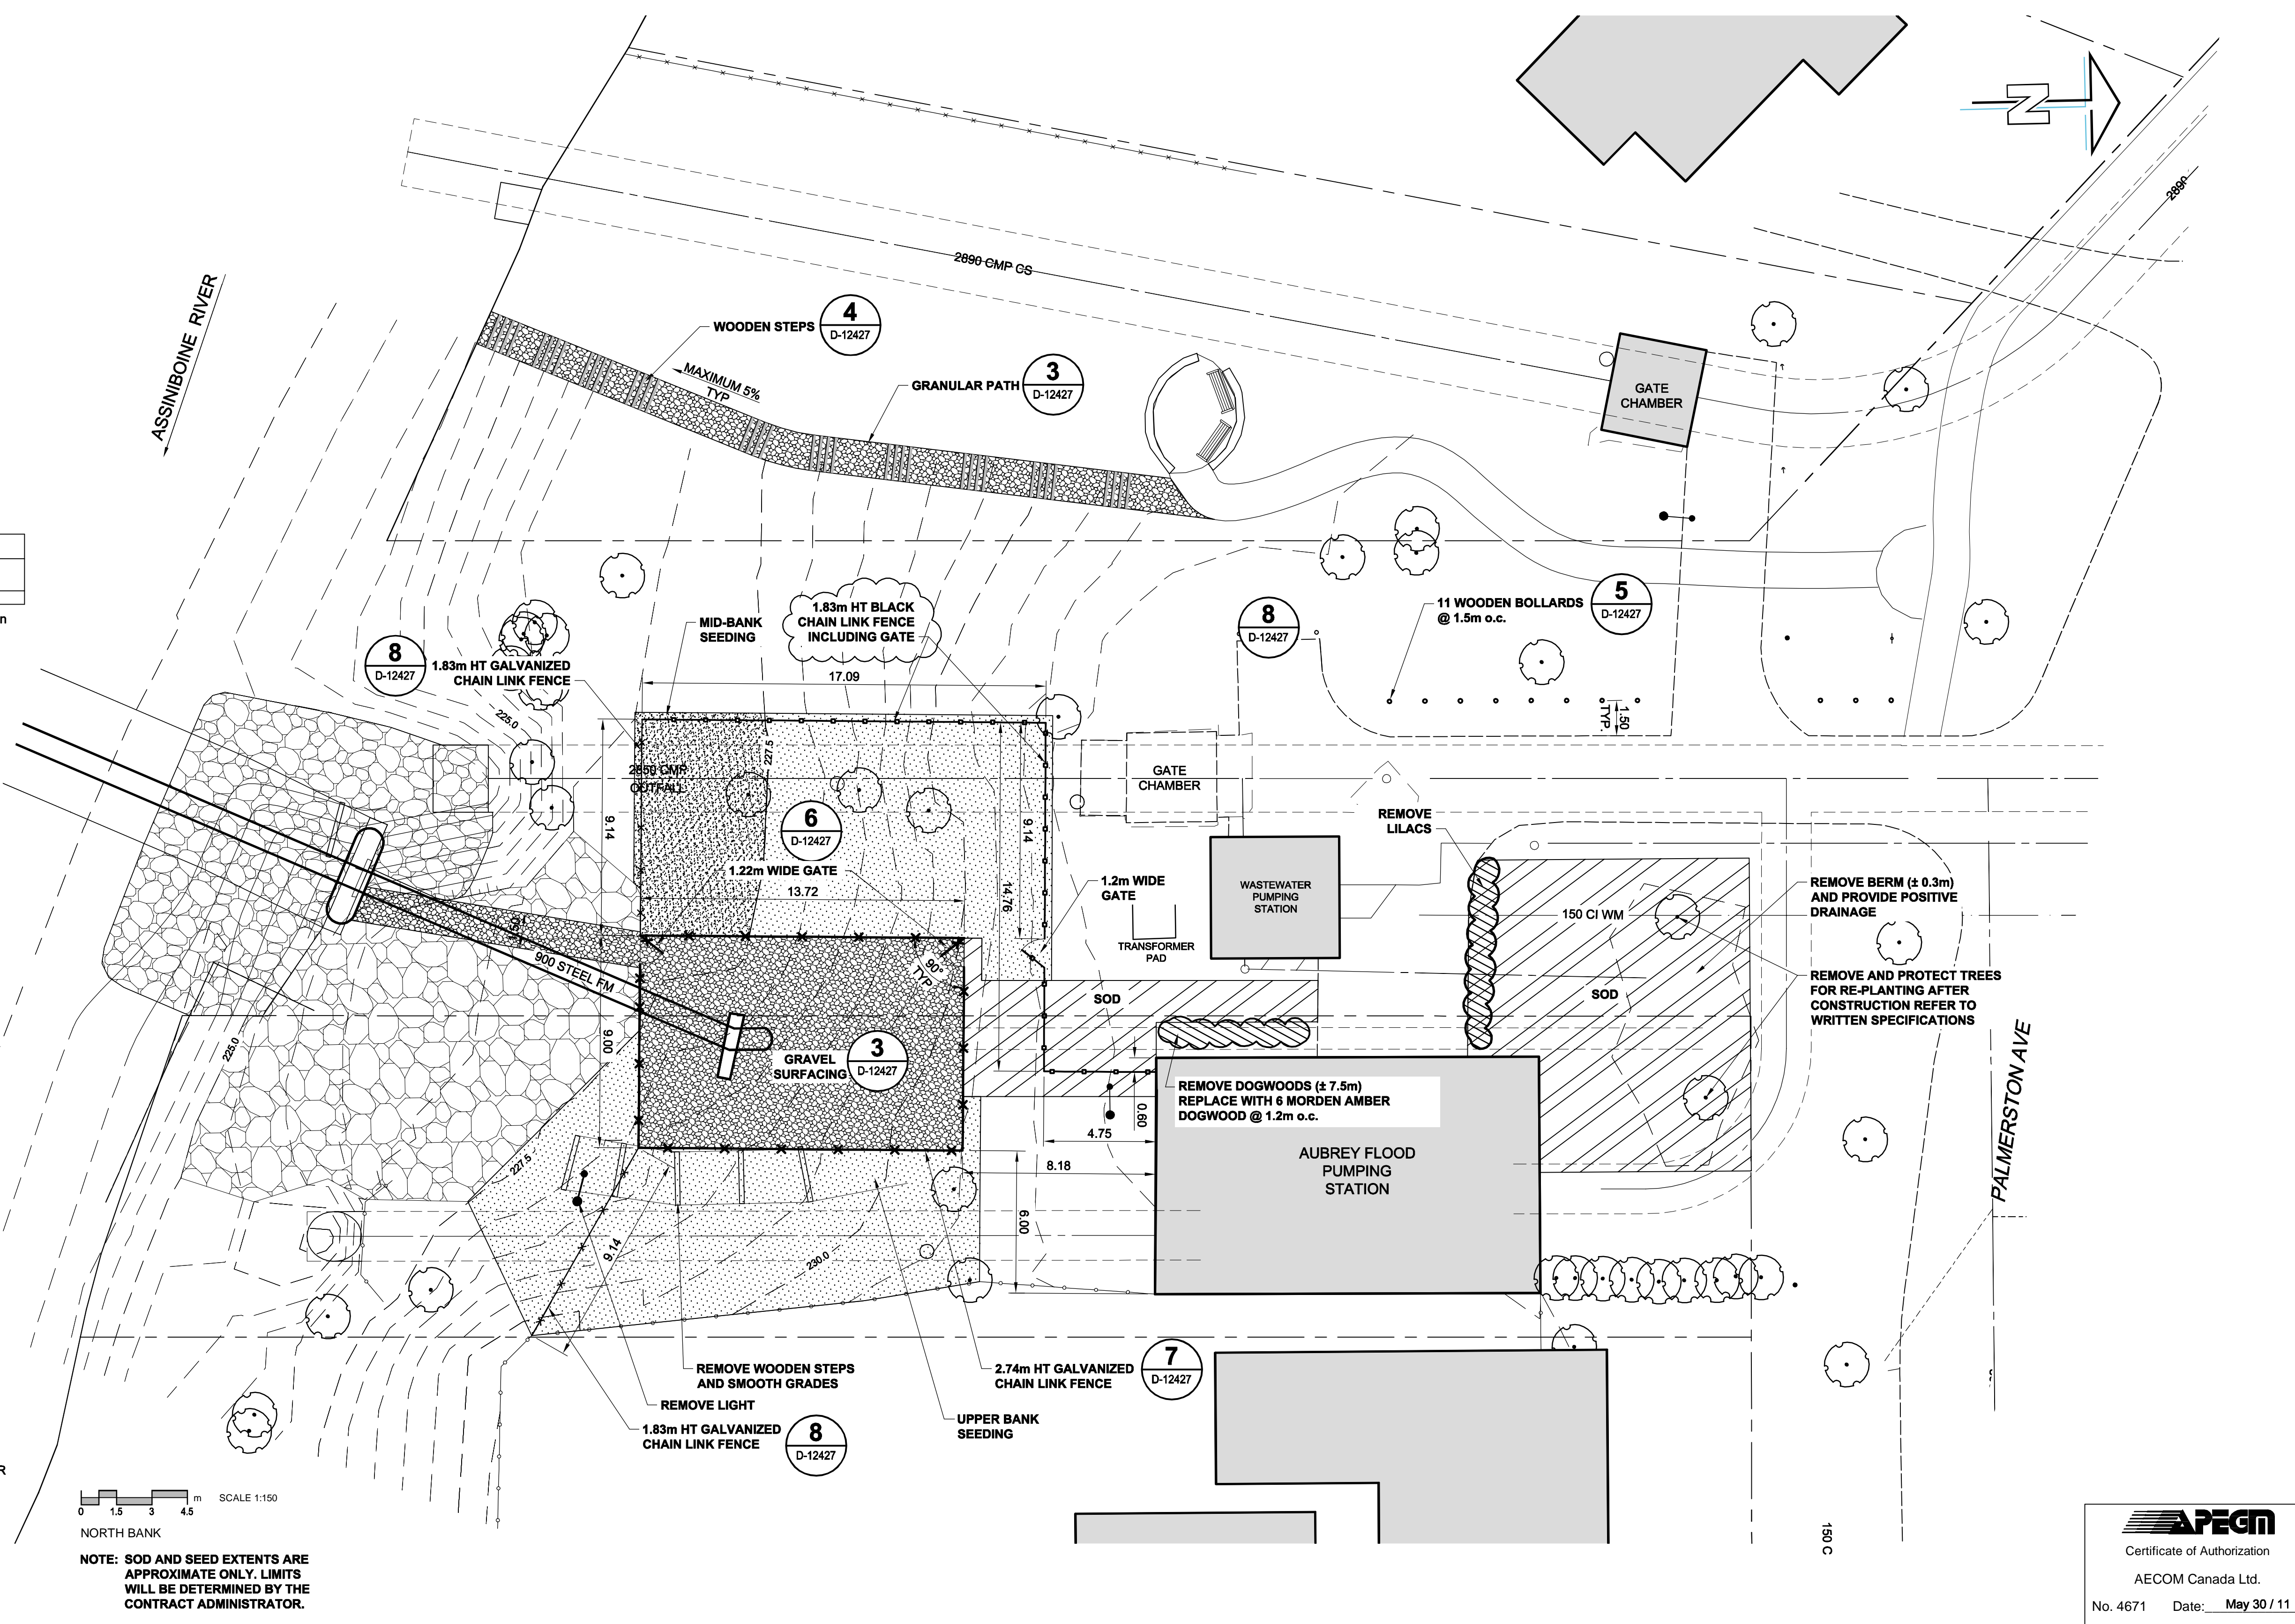 N
2890
2890 CMP CS
ASSINIBOINE RIVER
WOODEN STEPS
4
D-12427
MAXIMUM 5%
TYP
GRANULAR PATH
3
D-12427
GATE
CHAMBER
n
1.83m HT BLACK
CHAIN LINK FENCE
INCLUDING GATE
MID-BANK
SEEDING
8
D-12427
1.83m HT GALVANIZED
CHAIN LINK FENCE
8
D-12427
11 WOODEN BOLLARDS
@ 1.5m o.c.
5
D-12427
17.09
225.0
227.5
1.50
TYP.
2850 CMP
OUTFALL
GATE
CHAMBER
6
D-12427
9.14
9.14
14.76
1.22m WIDE GATE
13.72
REMOVE
LILACS
1.2m WIDE
GATE
WASTEWATER
PUMPING
STATION
TRANSFORMER
PAD
150 CI WM
REMOVE BERM (± 0.3m)
AND PROVIDE POSITIVE
DRAINAGE
1.50
900 STEEL FM
90°
TYP
SOD
SOD
REMOVE AND PROTECT TREES
FOR RE-PLANTING AFTER
CONSTRUCTION REFER TO
WRITTEN SPECIFICATIONS
225.0
9.00
GRAVEL
SURFACING
3
D-12427
REMOVE DOGWOODS (± 7.5m)
REPLACE WITH 6 MORDEN AMBER
DOGWOOD @ 1.2m o.c.
0.60
4.75
8.18
AUBREY FLOOD
PUMPING
STATION
PALMERSTON AVE
227.5
6.00
9.14
230.0
REMOVE WOODEN STEPS
AND SMOOTH GRADES
REMOVE LIGHT
1.83m HT GALVANIZED
CHAIN LINK FENCE
8
D-12427
2.74m HT GALVANIZED
CHAIN LINK FENCE
7
D-12427
UPPER BANK
SEEDING
R
0 1.5 3 4.5 m SCALE 1:150
NORTH BANK
NOTE: SOD AND SEED EXTENTS ARE
APPROXIMATE ONLY. LIMITS
WILL BE DETERMINED BY THE
CONTRACT ADMINISTRATOR.
150 C
APEGM
Certificate of Authorization
AECOM Canada Ltd.
No. 4671 Date: May 30 / 11